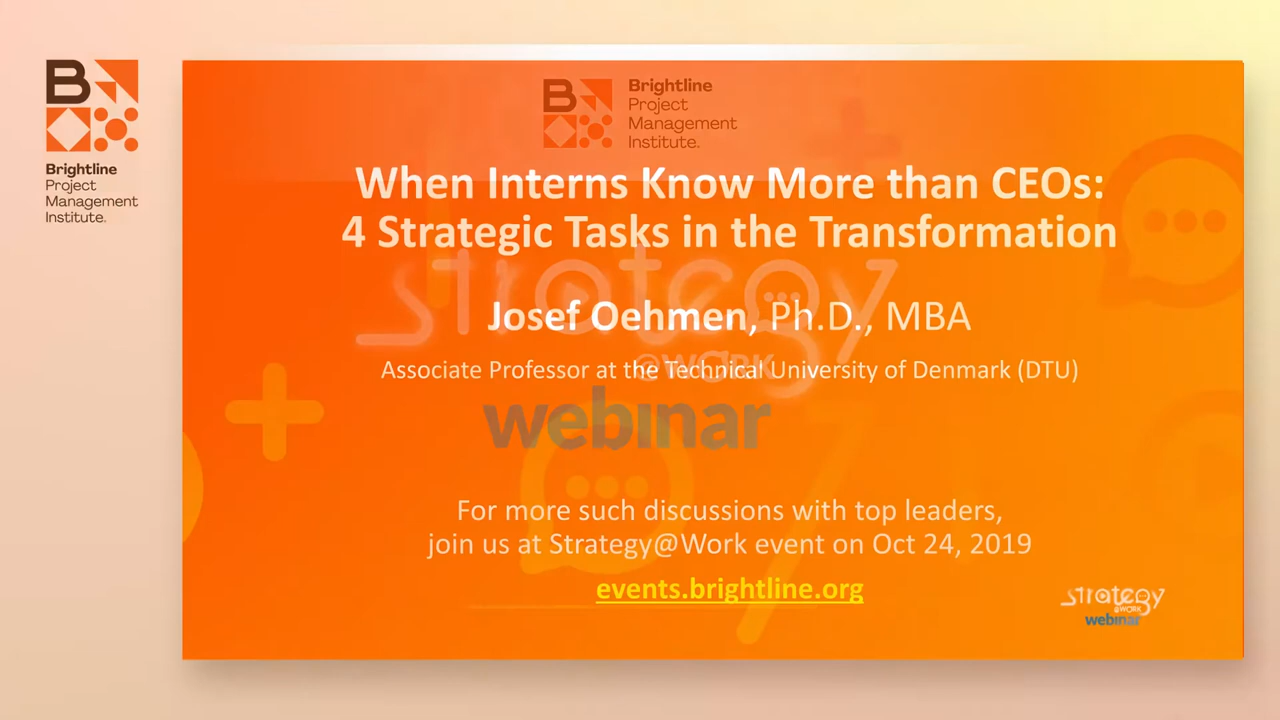 B
Brightline
Project
Management
Institute.
B
Brightline
Project
Management
Institute.
When Interns Know More than CEOs:
4 Strategic Tasks in the Transformation
strategy
@WORK
webinar
Josef Oehmen, Ph.D., MBA
Associate Professor at the Technical University of Denmark (DTU)
For more such discussions with top leaders,
join us at Strategy@Work event on Oct 24, 2019
events.brightline.org
strategy
@WORK
webinar